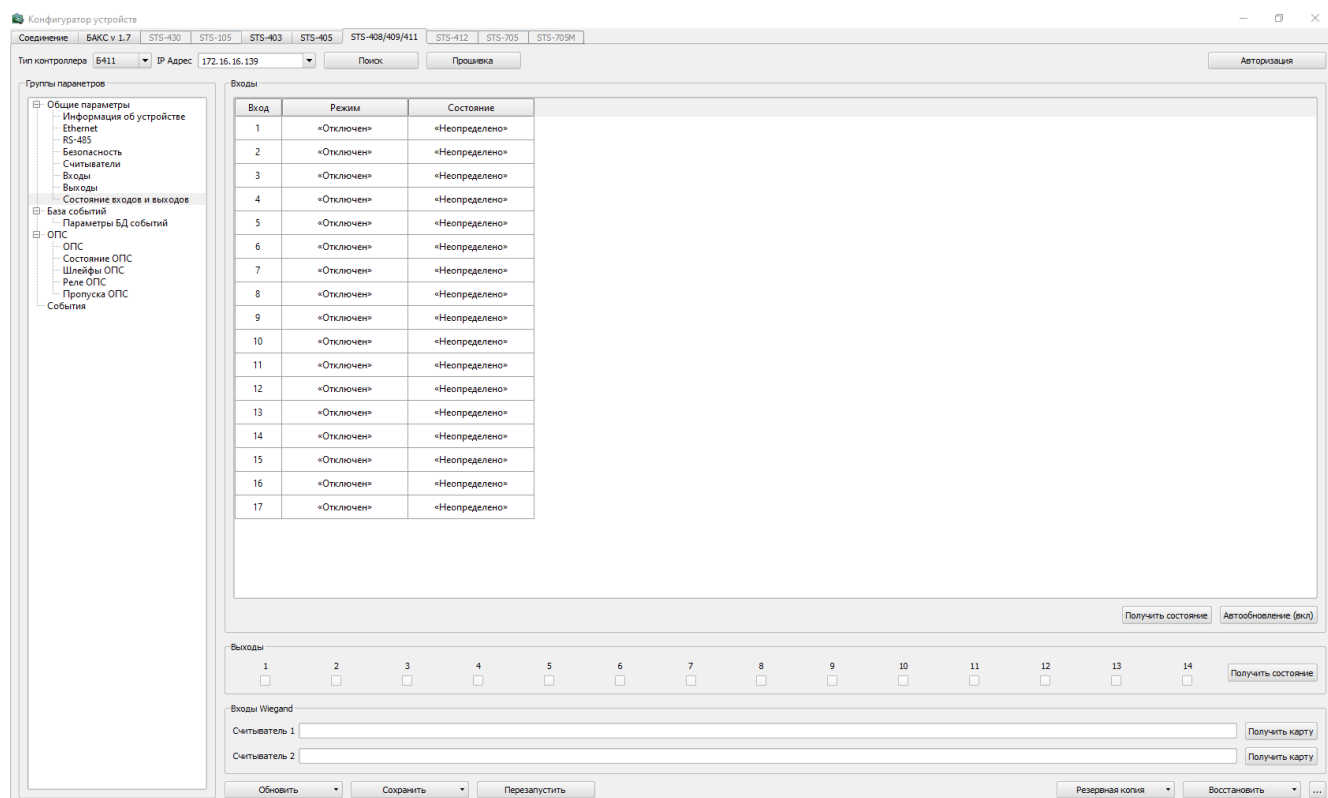 Конфигуратор устройств
Соединение БАКС v 1.7 STS-430 STS-105 STS-403 STS-405 STS-408/409/411 STS-412 STS-705 STS-705M
Тип контроллера Б411 IP Адрес 172.16.16.139 Поиск Прошивка Авторизация
Группы параметров
Общие параметры
Информация об устройстве
Ethernet
RS-485
Безопасность
Считыватели
Входы
Выходы
Состояние входов и выходов
База событий
Параметры БД событий
ОПС
ОПС
Состояние ОПС
Шлейфы ОПС
Реле ОПС
Пропуска ОПС
События
Входы
Вход Режим Состояние
1 «Отключен» «Неопределено»
2 «Отключен» «Неопределено»
3 «Отключен» «Неопределено»
4 «Отключен» «Неопределено»
5 «Отключен» «Неопределено»
6 «Отключен» «Неопределено»
7 «Отключен» «Неопределено»
8 «Отключен» «Неопределено»
9 «Отключен» «Неопределено»
10 «Отключен» «Неопределено»
11 «Отключен» «Неопределено»
12 «Отключен» «Неопределено»
13 «Отключен» «Неопределено»
14 «Отключен» «Неопределено»
15 «Отключен» «Неопределено»
16 «Отключен» «Неопределено»
17 «Отключен» «Неопределено»
Получить состояние Автообновление (вкл)
Выходы
1 2 3 4 5 6 7 8 9 10 11 12 13 14
Получить состояние
Входы Wiegand
Считыватель 1 Получить карту
Считыватель 2 Получить карту
Обновить Сохранить Перезапустить Резервная копия Восстановить ...